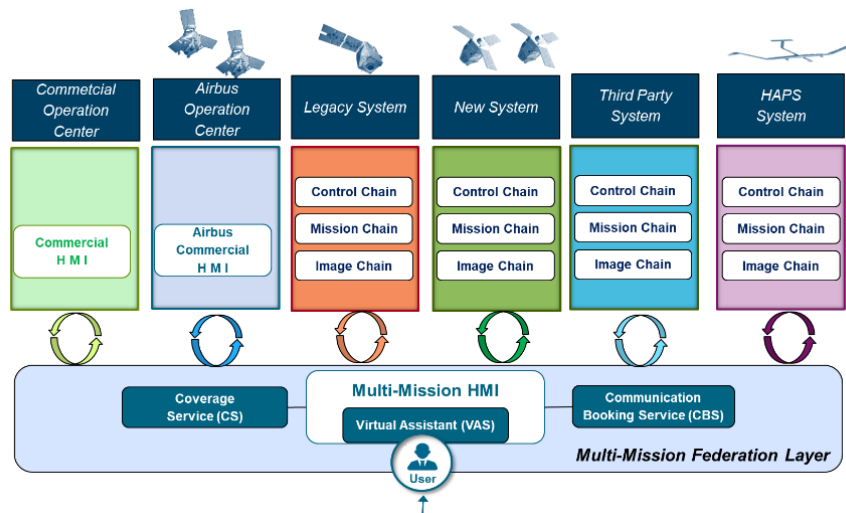 Commetcial
Operation
Center
Airbus
Operation
Center
Legacy System
New System
Third Party
System
HAPS
System
Commercial
H M I
Airbus
Commercial
H M I
Control Chain
Mission Chain
Image Chain
Control Chain
Mission Chain
Image Chain
Control Chain
Mission Chain
Image Chain
Control Chain
Mission Chain
Image Chain
Coverage
Service (CS)
Multi-Mission HMI
Virtual Assistant (VAS)
Communication
Booking Service (CBS)
User
Multi-Mission Federation Layer